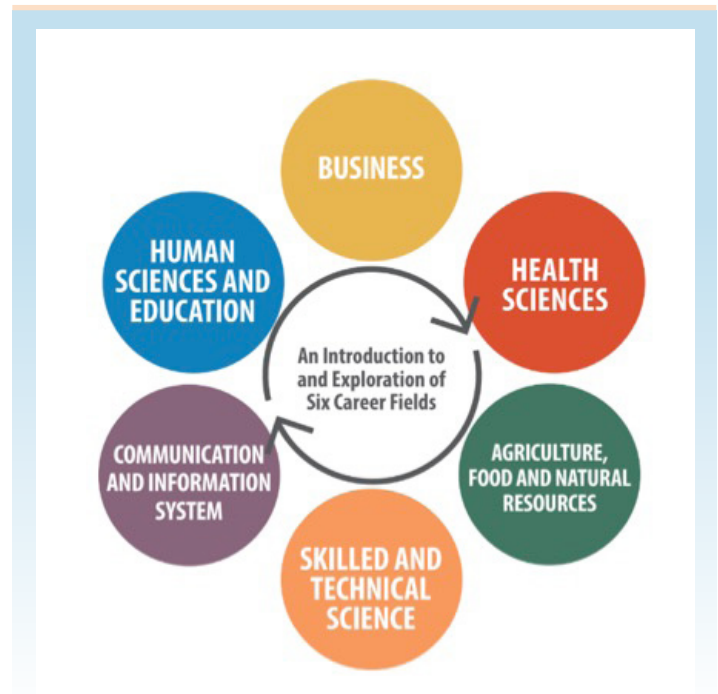 BUSINESS
HEALTH
SCIENCES
AGRICULTURE,
FOOD AND NATURAL
RESOURCES
SKILLED AND
TECHNICAL
SCIENCE
COMMUNICATION
AND INFORMATION
SYSTEM
HUMAN
SCIENCES AND
EDUCATION
An Introduction to
and Exploration of
Six Career Fields